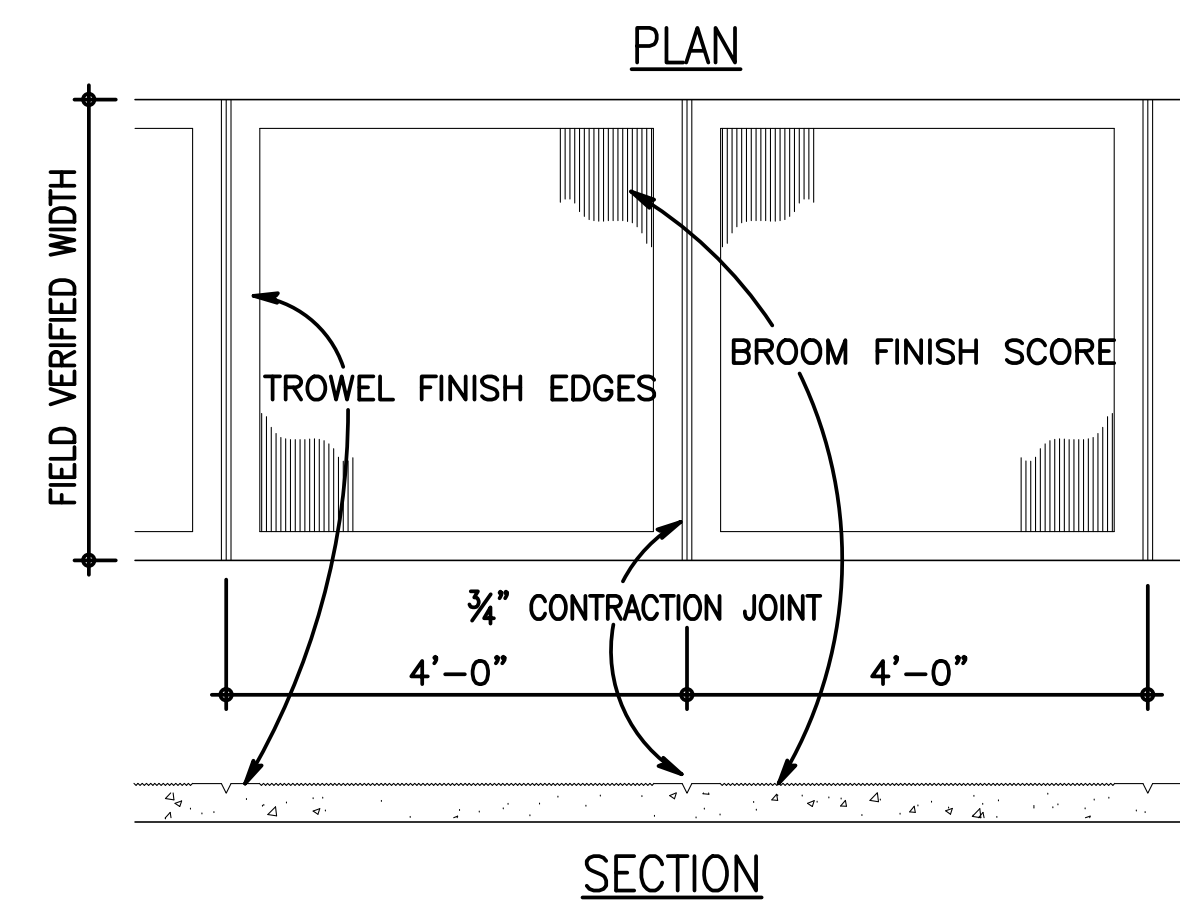 PLAN
FIELD VERIFIED WIDTH
BROOM FINISH SCORE
TROWEL FINISH EDGES
¾” CONTRACTION JOINT
4’–0”
4’–0”
SECTION